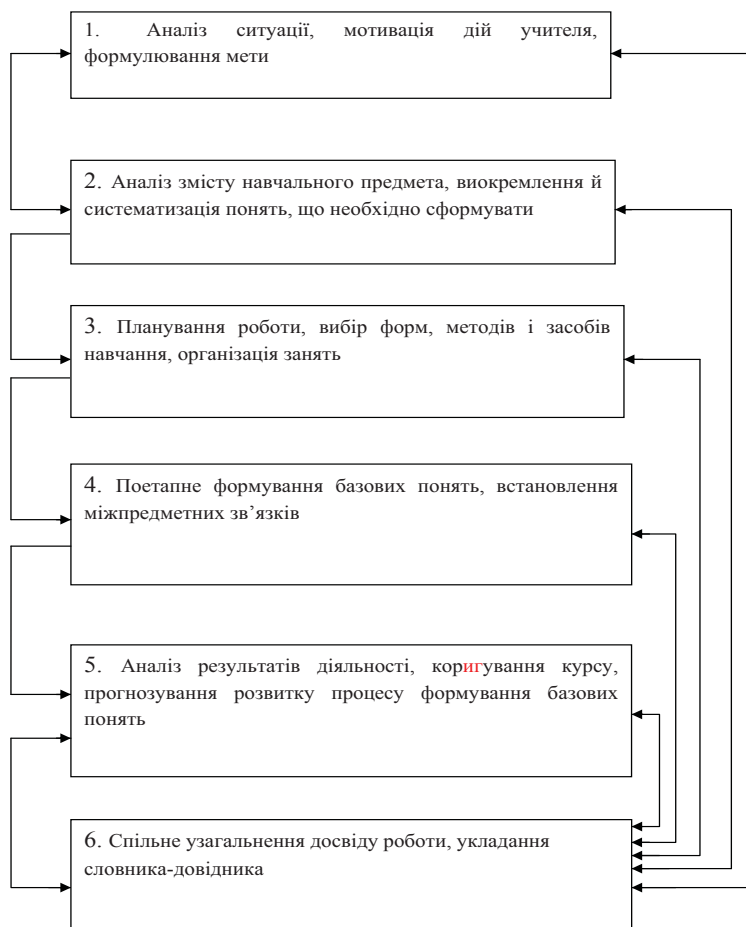 1. Аналіз ситуації, мотивація дій учителя,
формулювання мети
2. Аналіз змісту навчального предмета, виокремлення й
систематизація понять, що необхідно сформувати
3. Планування роботи, вибір форм, методів і засобів
навчання, організація занять
4. Поетапне формування базових понять, встановлення
міжпредметних зв’язків
5. Аналіз результатів діяльності, коригування курсу,
прогнозування розвитку процесу формування базових
понять
6. Спільне узагальнення досвіду роботи, укладання
словника-довідника